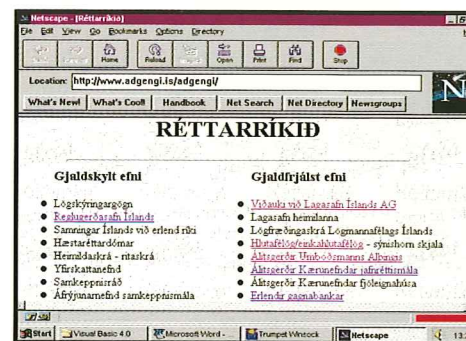 Netscape - [Réttarríkið]
File Edit View Go Bookmarks Options Directory
Home Reload Open Print Find Stop
Location: http://www.adgengi.is/adgengi/
What's New! What's Cool! Handbook Net Search Net Directory Newsgroups
N
RÉTTARRÍKIÐ
Gjaldskylt efni
Lögskýringargögn
Reglugerðasafn Íslands
Samningar Íslands við erlend ríki
Hæstaréttardómar
Heimildaskrá - ritaskrá
Yfirskattanefnd
Samkeppnisráð
Áfrýjunarnefnd samkeppnismála
Gjaldfrjálst efni
Viðauki við Lagasafn Íslands AG
Lagasafn heimilanna
Lögfræðingaskrá Lögmannafélags Íslands
Hlutafélög/einkahlutafélög - sýnishorn skjala
Álitsgerðir Umboðsmanns Alþingis
Álitsgerðir Kærunefndar jafnréttismála
Álitsgerðir Kærunefndar fjöleignahúsa
Erlendir gagnabankar
Start Visual Basic 4.0 Microsoft Word - ... Trumpet Winsock Netscape 13: